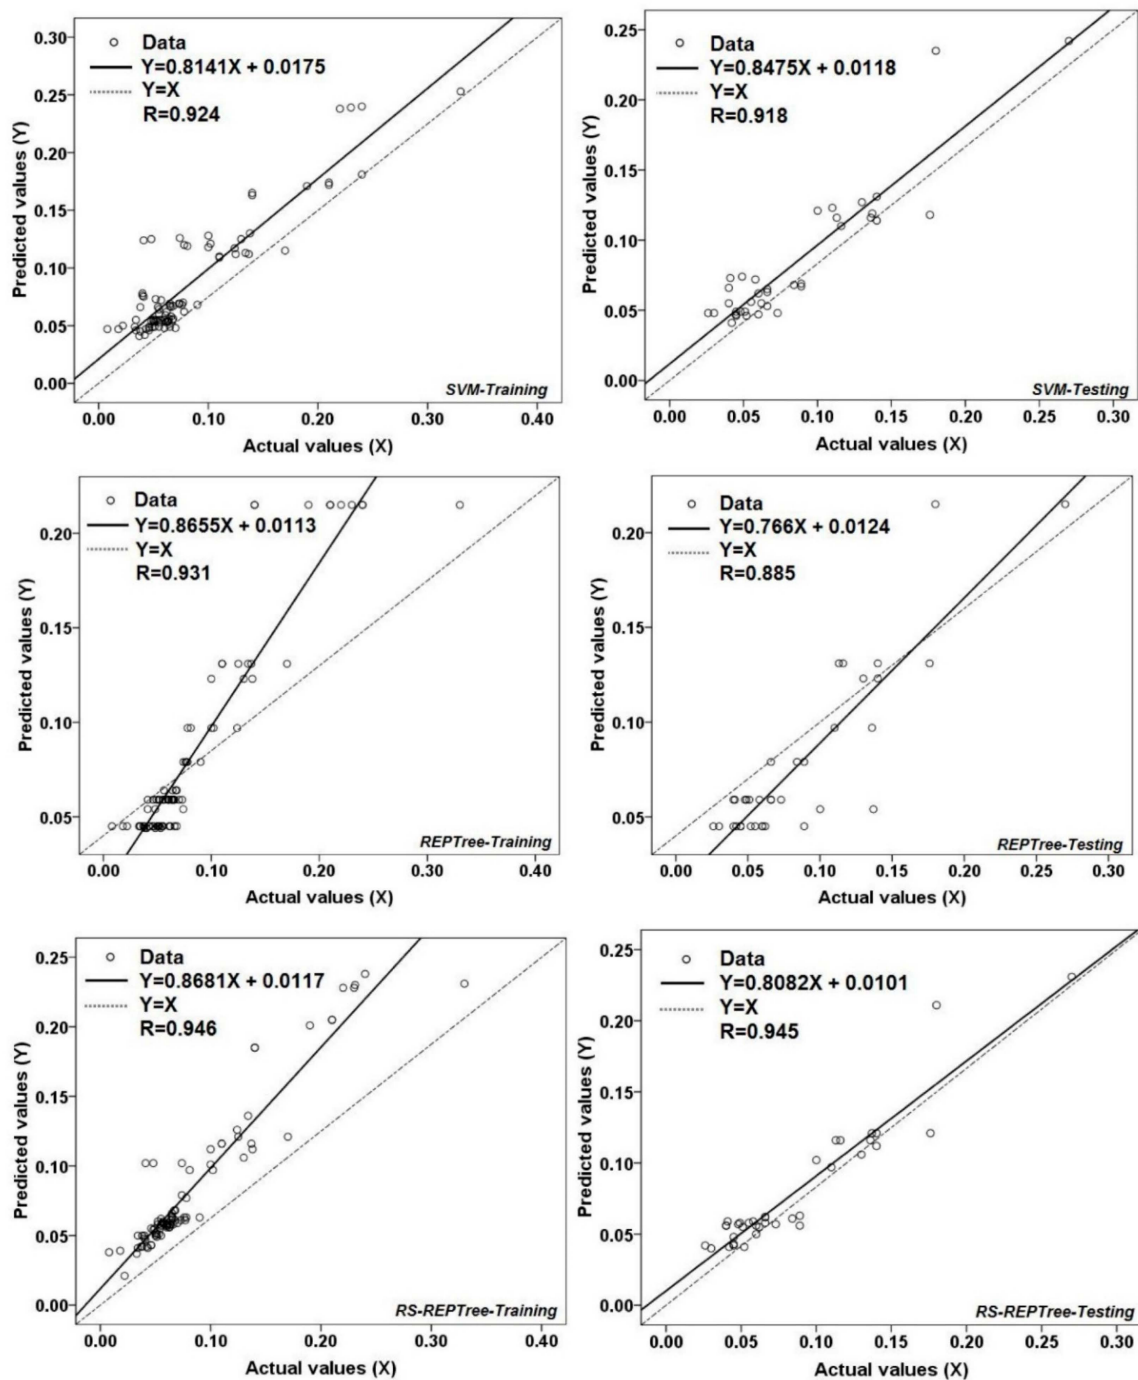 0.30
0.25
0.20
0.15
0.10
0.05
0.00
Predicted values (Y)
Data
Y=0.8141X + 0.0175
Y=X
R=0.924
SVM-Training
0.00 0.10 0.20 0.30 0.40
Actual values (X)
0.25
0.20
0.15
0.10
0.05
0.00
Predicted values (Y)
Data
Y=0.8475X + 0.0118
Y=X
R=0.918
SVM-Testing
0.00 0.05 0.10 0.15 0.20 0.25 0.30
Actual values (X)
0.20
0.15
0.10
0.05
Predicted values (Y)
Data
Y=0.8655X + 0.0113
Y=X
R=0.931
REPTree-Training
0.00 0.10 0.20 0.30 0.40
Actual values (X)
0.20
0.15
0.10
0.05
Predicted values (Y)
Data
Y=0.766X + 0.0124
Y=X
R=0.885
REPTree-Testing
0.00 0.05 0.10 0.15 0.20 0.25 0.30
Actual values (X)
0.25
0.20
0.15
0.10
0.05
0.00
Predicted values (Y)
Data
Y=0.8681X + 0.0117
Y=X
R=0.946
RS-REPTree-Training
0.00 0.10 0.20 0.30 0.40
Actual values (X)
0.25
0.20
0.15
0.10
0.05
0.00
Predicted values (Y)
Data
Y=0.8082X + 0.0101
Y=X
R=0.945
RS-REPTree-Testing
0.00 0.05 0.10 0.15 0.20 0.25 0.30
Actual values (X)